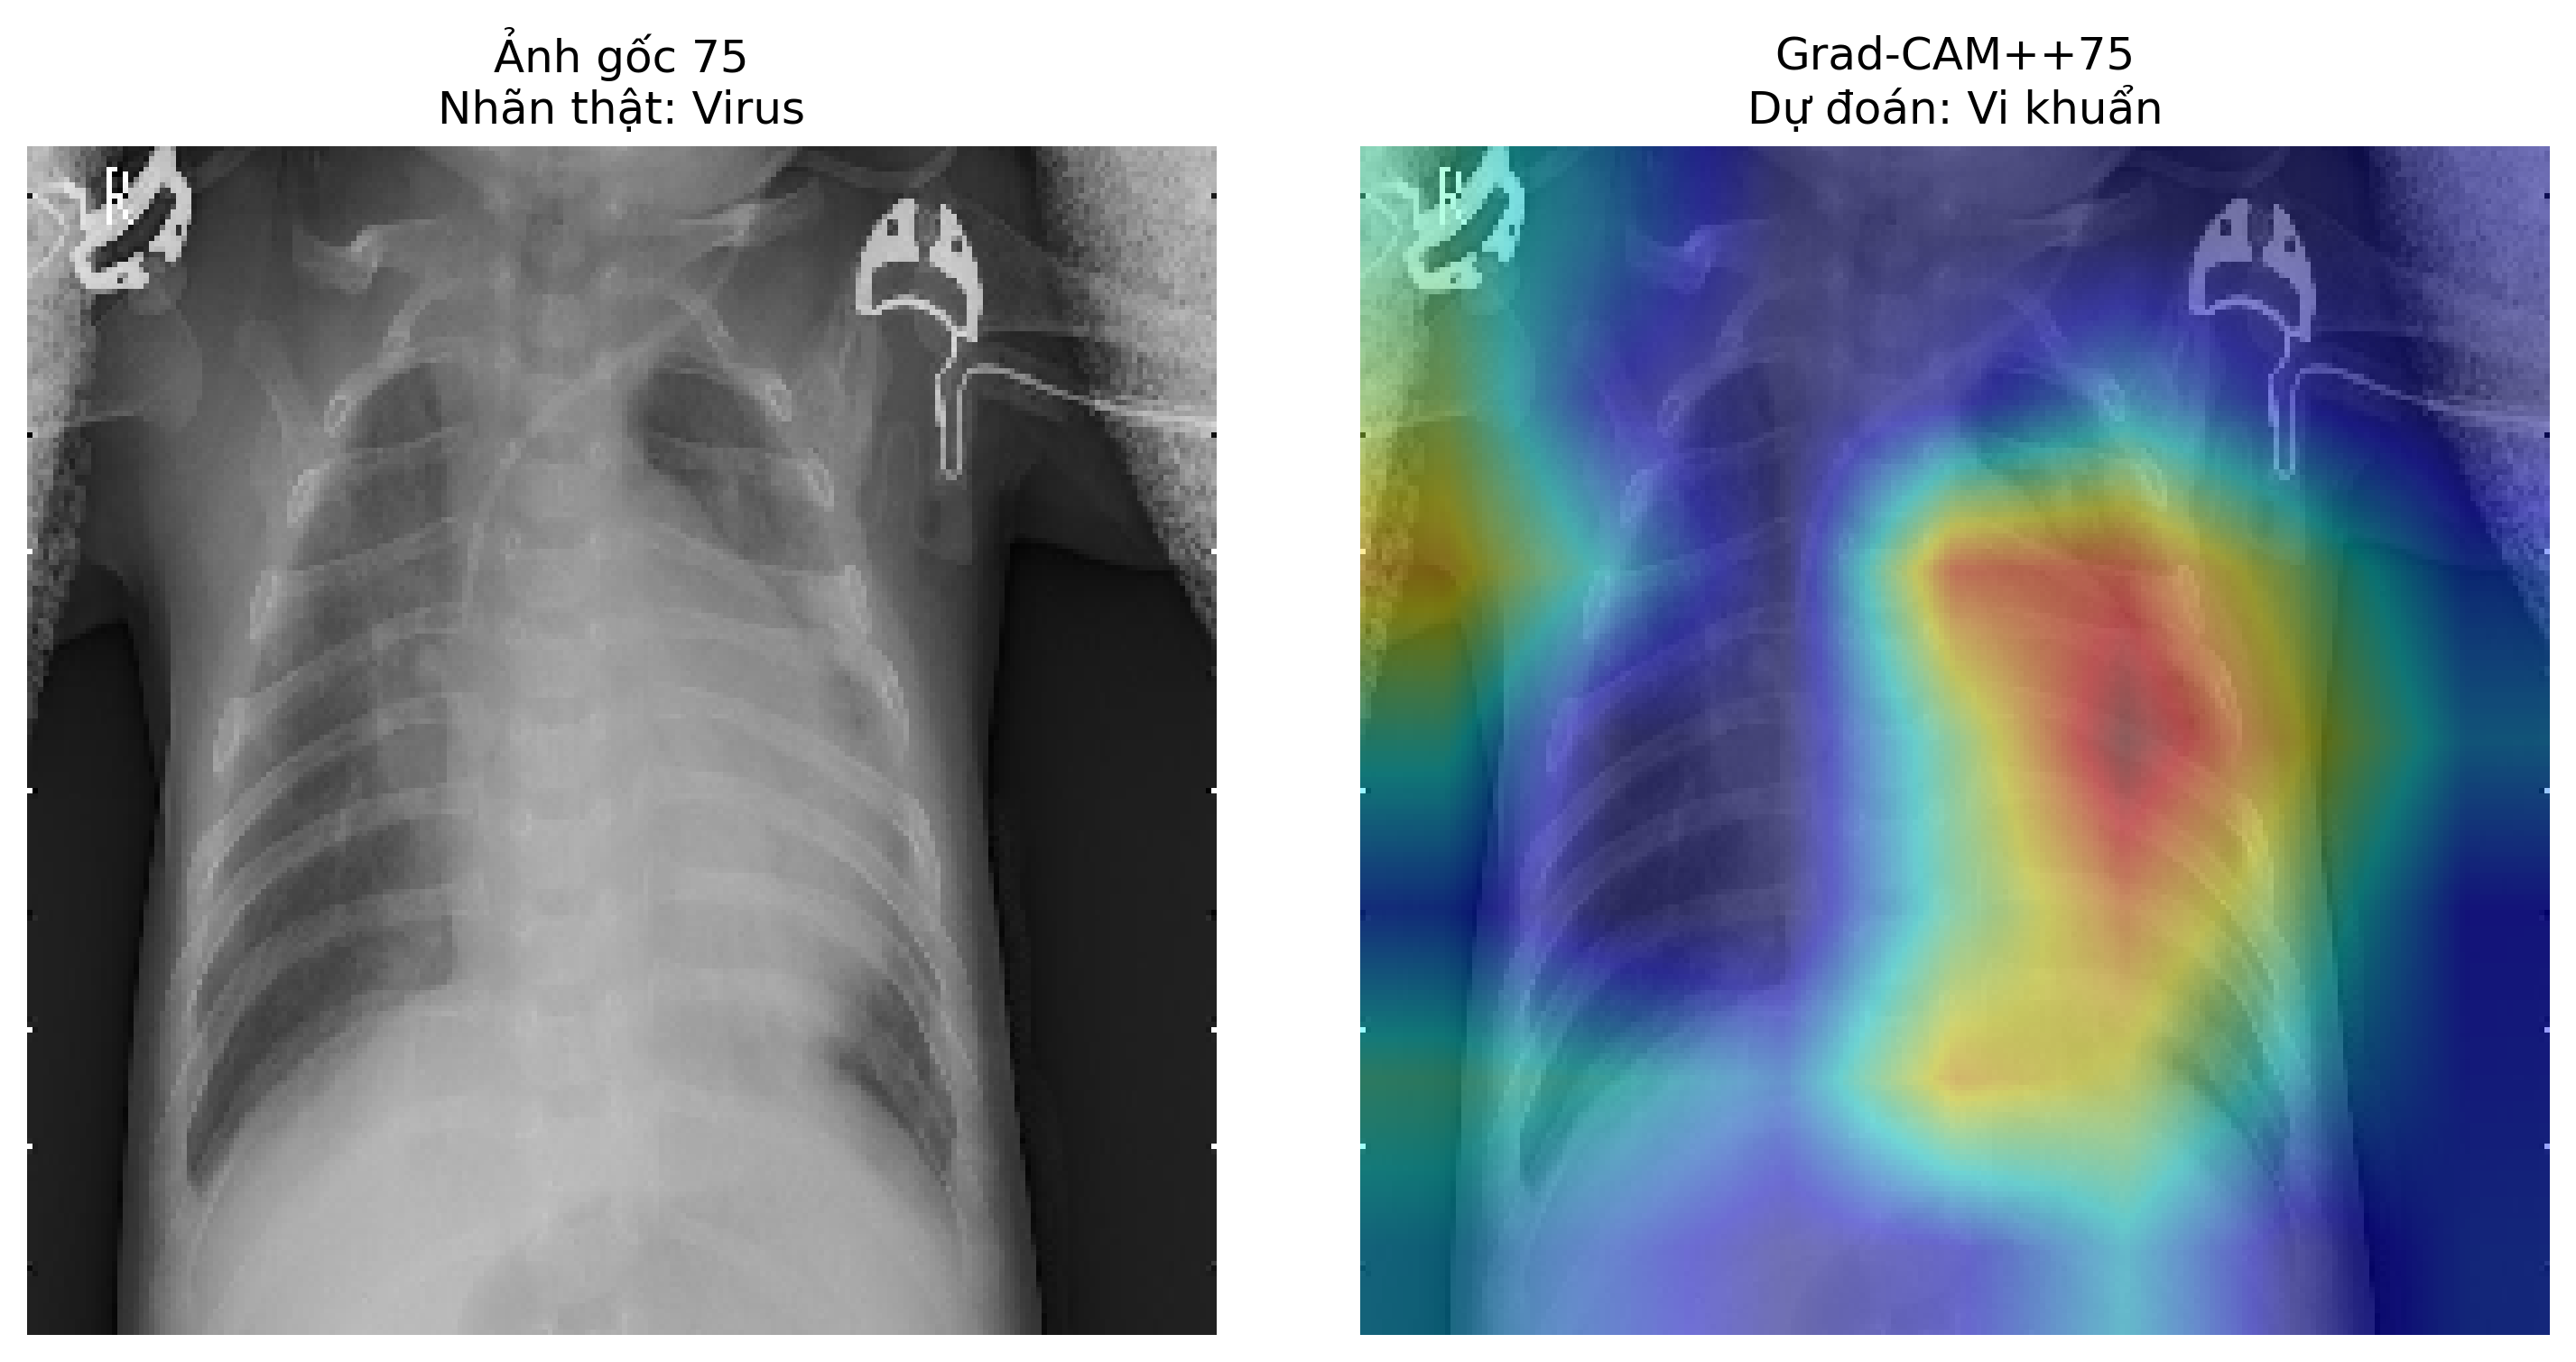 Ảnh gốc 75
Nhãn thật: Virus
Grad-CAM++75
Dự đoán: Vi khuẩn
R